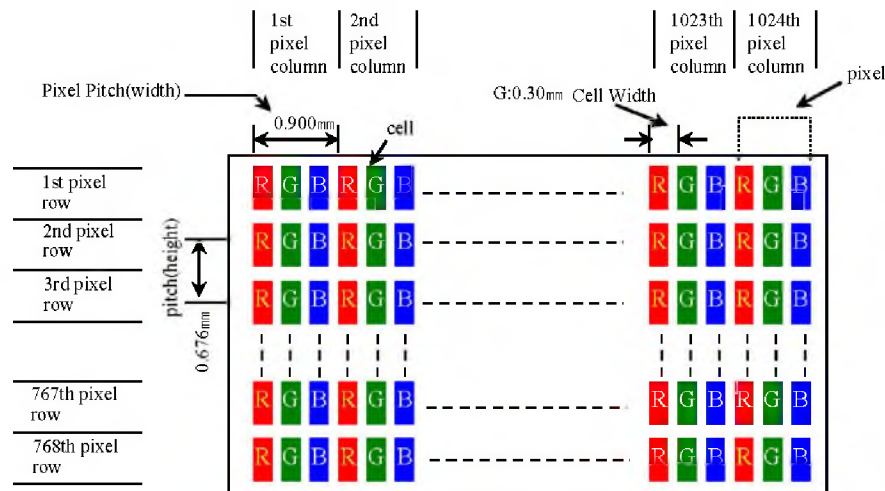 1st
pixel
column
2nd
pixel
column
1023th
pixel
column
1024th
pixel
column
Pixel Pitch(width)
G:0.30mm Cell Width
pixel
0.900mm
cell
1st pixel
row
R G B R G B
R G B R G B
2nd pixel
row
R G B R G B
R G B R G B
3rd pixel
row
R G B R G B
R G B R G B
pitch(height)
0.676mm
767th pixel
row
R G B R G B
R G B R G B
768th pixel
row
R G B R G B
R G B R G B